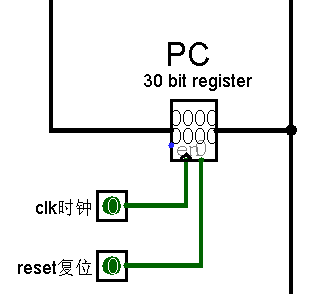 PC
30 bit register
0000
0000
en
clk时钟
0
reset复位
0